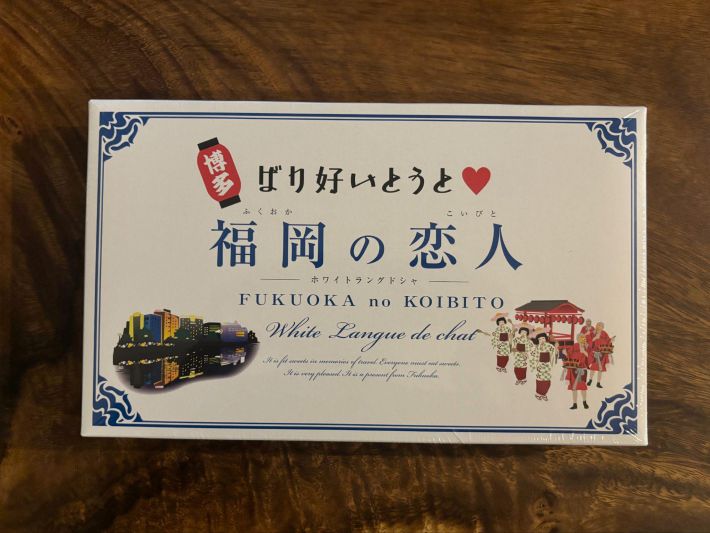 博多
ばり好いとうと♥
ふくおか こいびと
福岡の恋人
ホワイトラングドシャ
FUKUOKA no KOIBITO
White Langue de chat
It is fit sweets in memories of travel. Everyone must eat sweets.
It is very pleased. It is a present from Fukuoka.